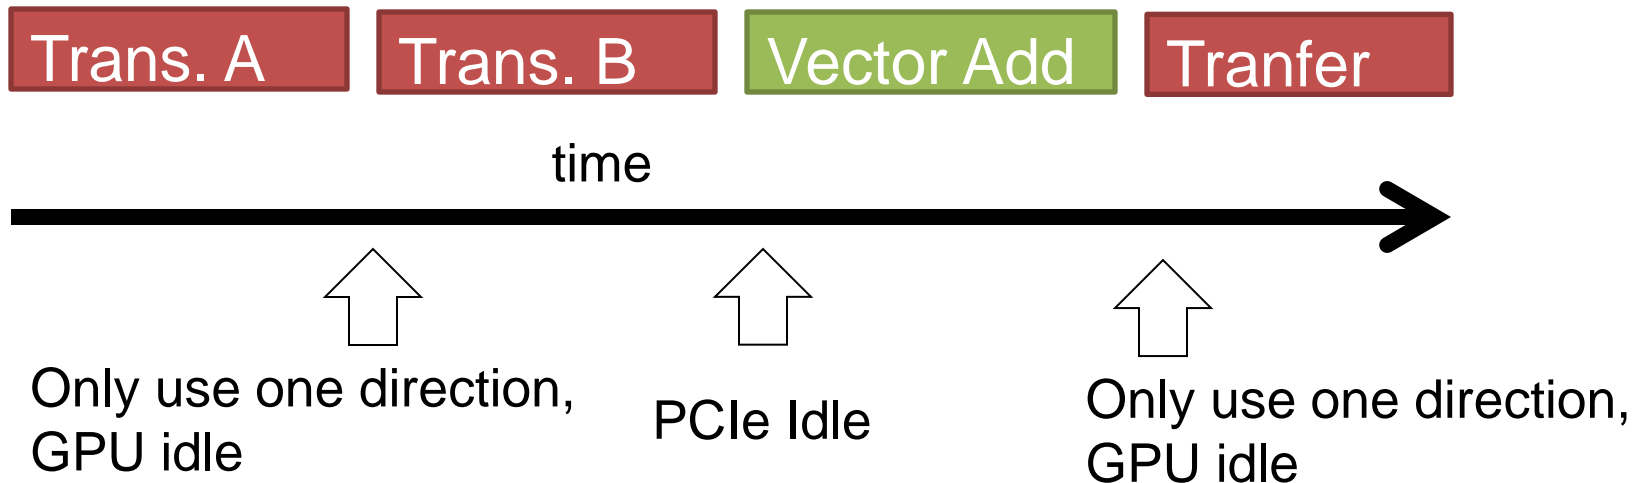 Trans. A
Trans. B
Vector Add
Tranfer
time
Only use one direction,
GPU idle
PCIe Idle
Only use one direction,
GPU idle